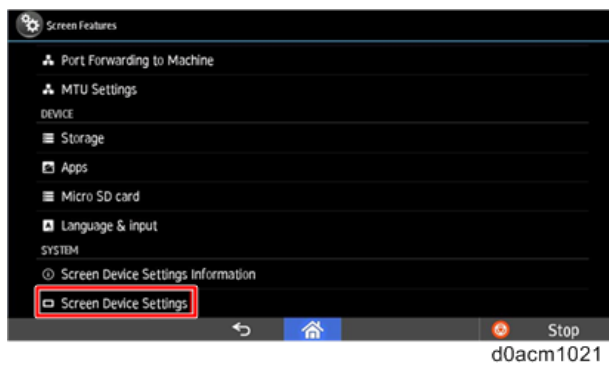 Screen Features
Port Forwarding to Machine
MTU Settings
DEVICE
Storage
Apps
Micro SD card
Language & input
SYSTEM
Screen Device Settings Information
Screen Device Settings
Stop
d0acm1021